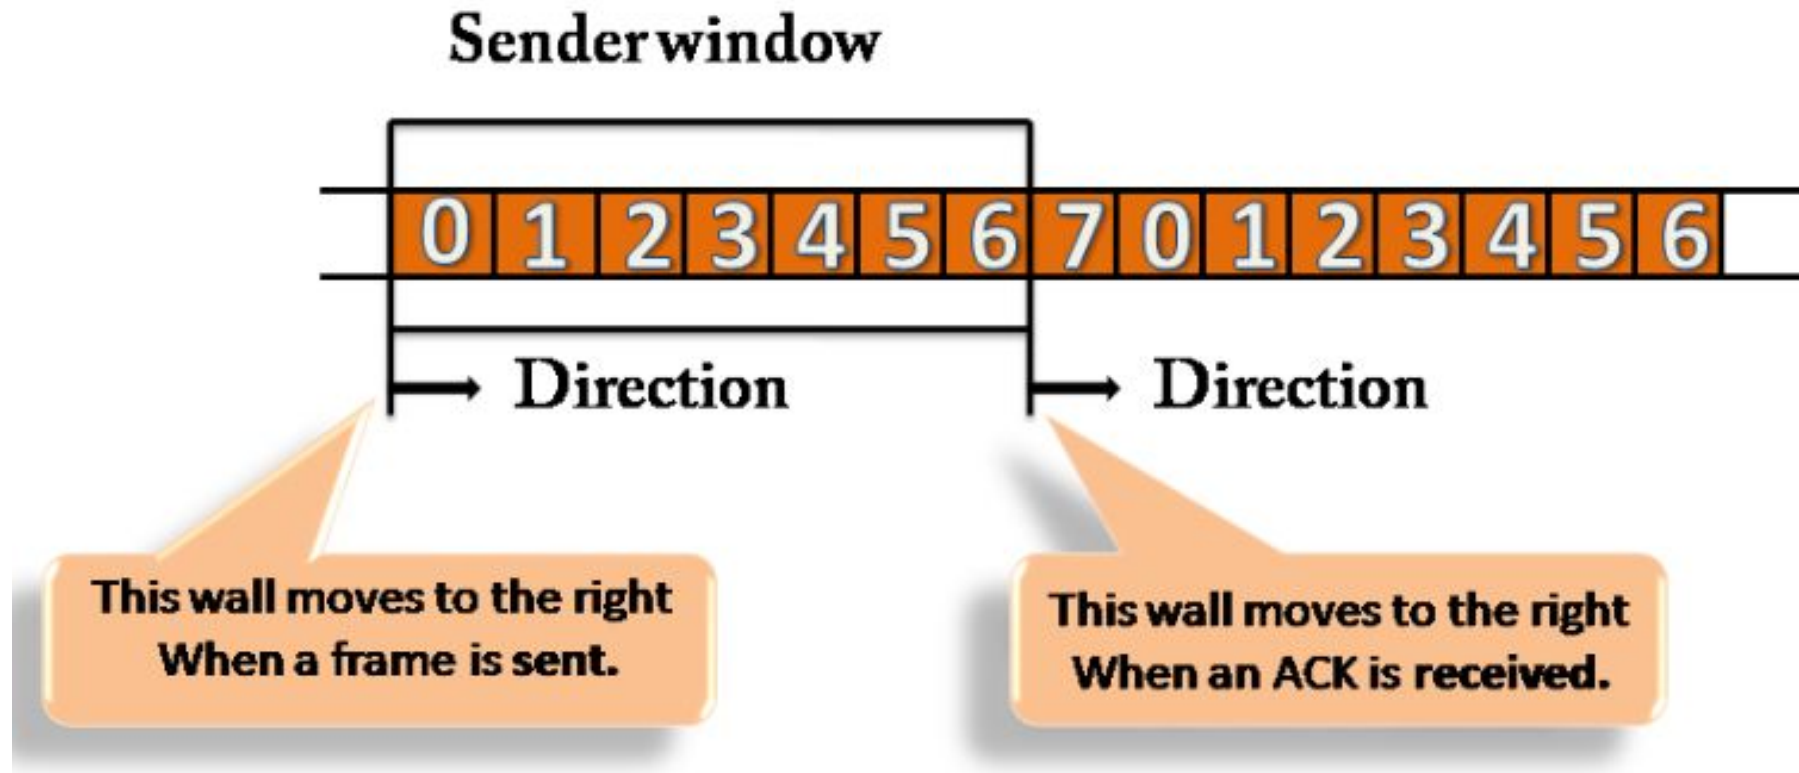 Sender window
0 1 2 3 4 5 6 7 0 1 2 3 4 5 6
Direction
Direction
This wall moves to the right
When a frame is sent.
This wall moves to the right
When an ACK is received.